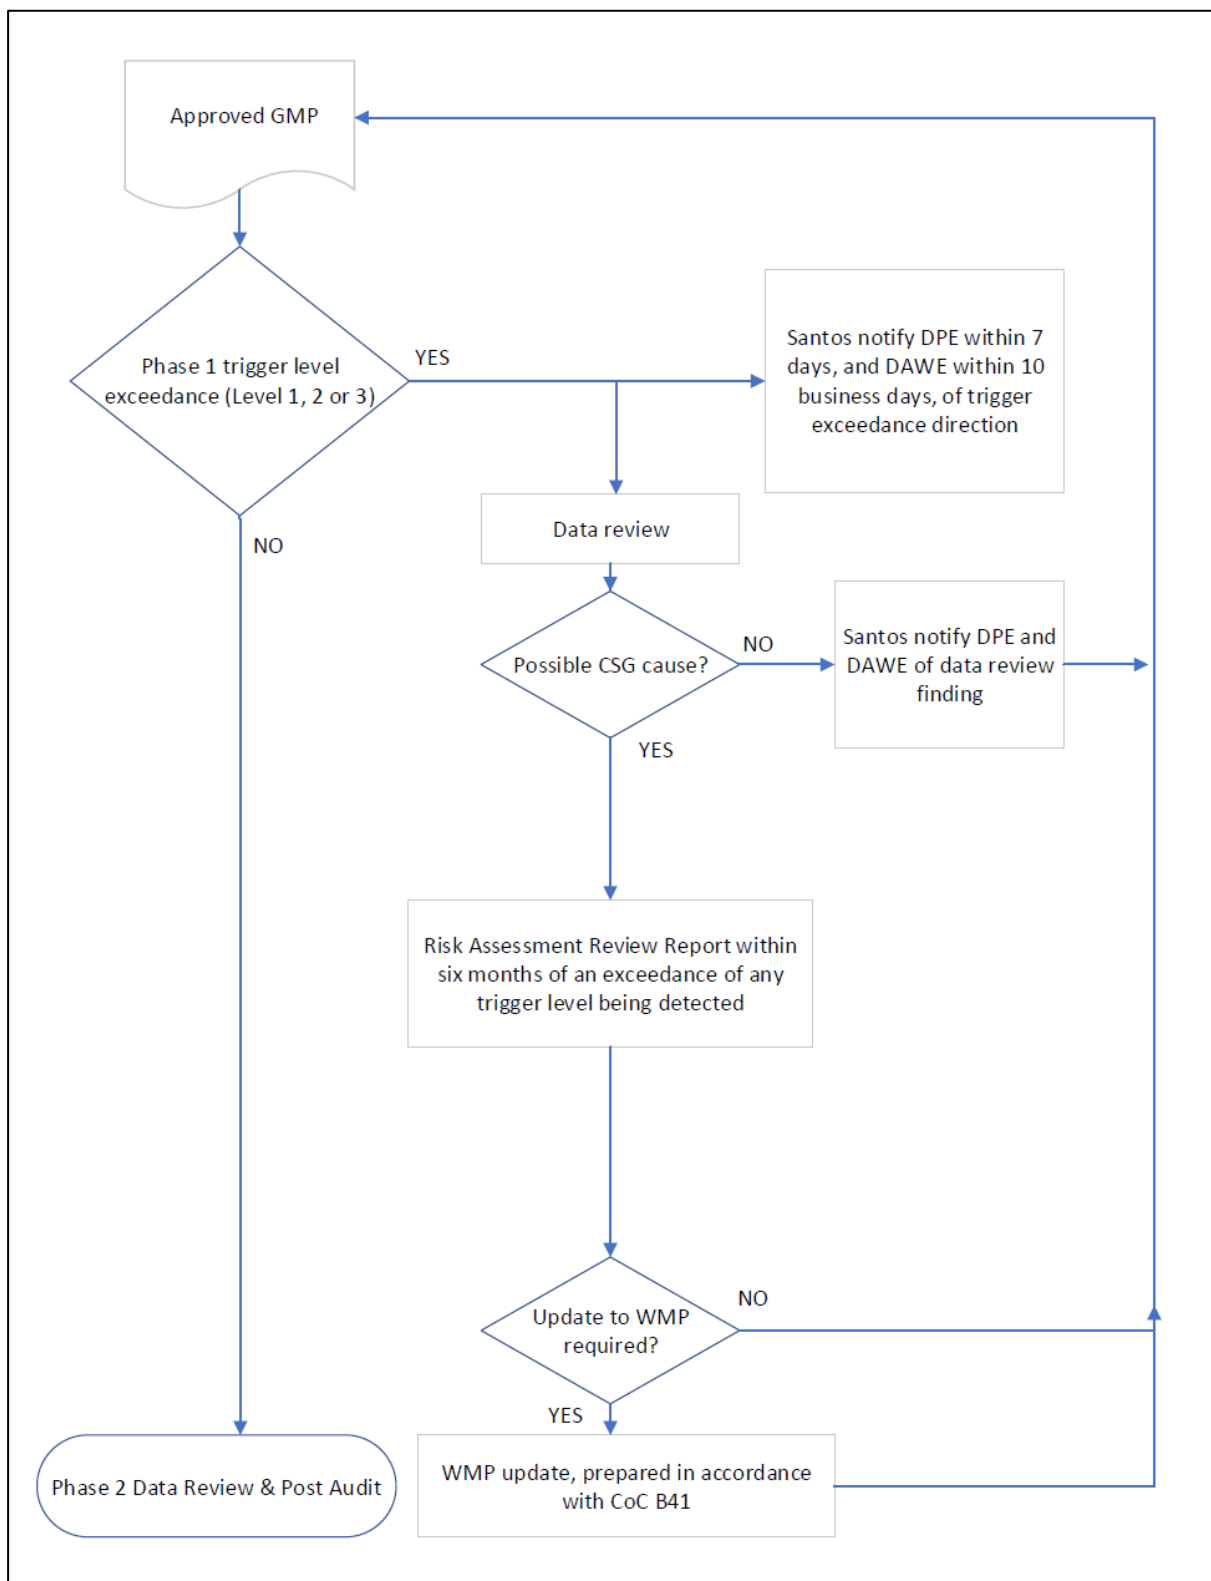 Approved GMP
Phase 1 trigger level
exceedance (Level 1, 2 or 3)
YES
Santos notify DPE within 7
days, and DAWE within 10
business days, of trigger
exceedance direction
Data review
NO
Possible CSG cause?
NO
Santos notify DPE and
DAWE of data review
finding
YES
Risk Assessment Review Report within
six months of an exceedance of any
trigger level being detected
Update to WMP
required?
NO
YES
Phase 2 Data Review & Post Audit
WMP update, prepared in accordance
with CoC B41